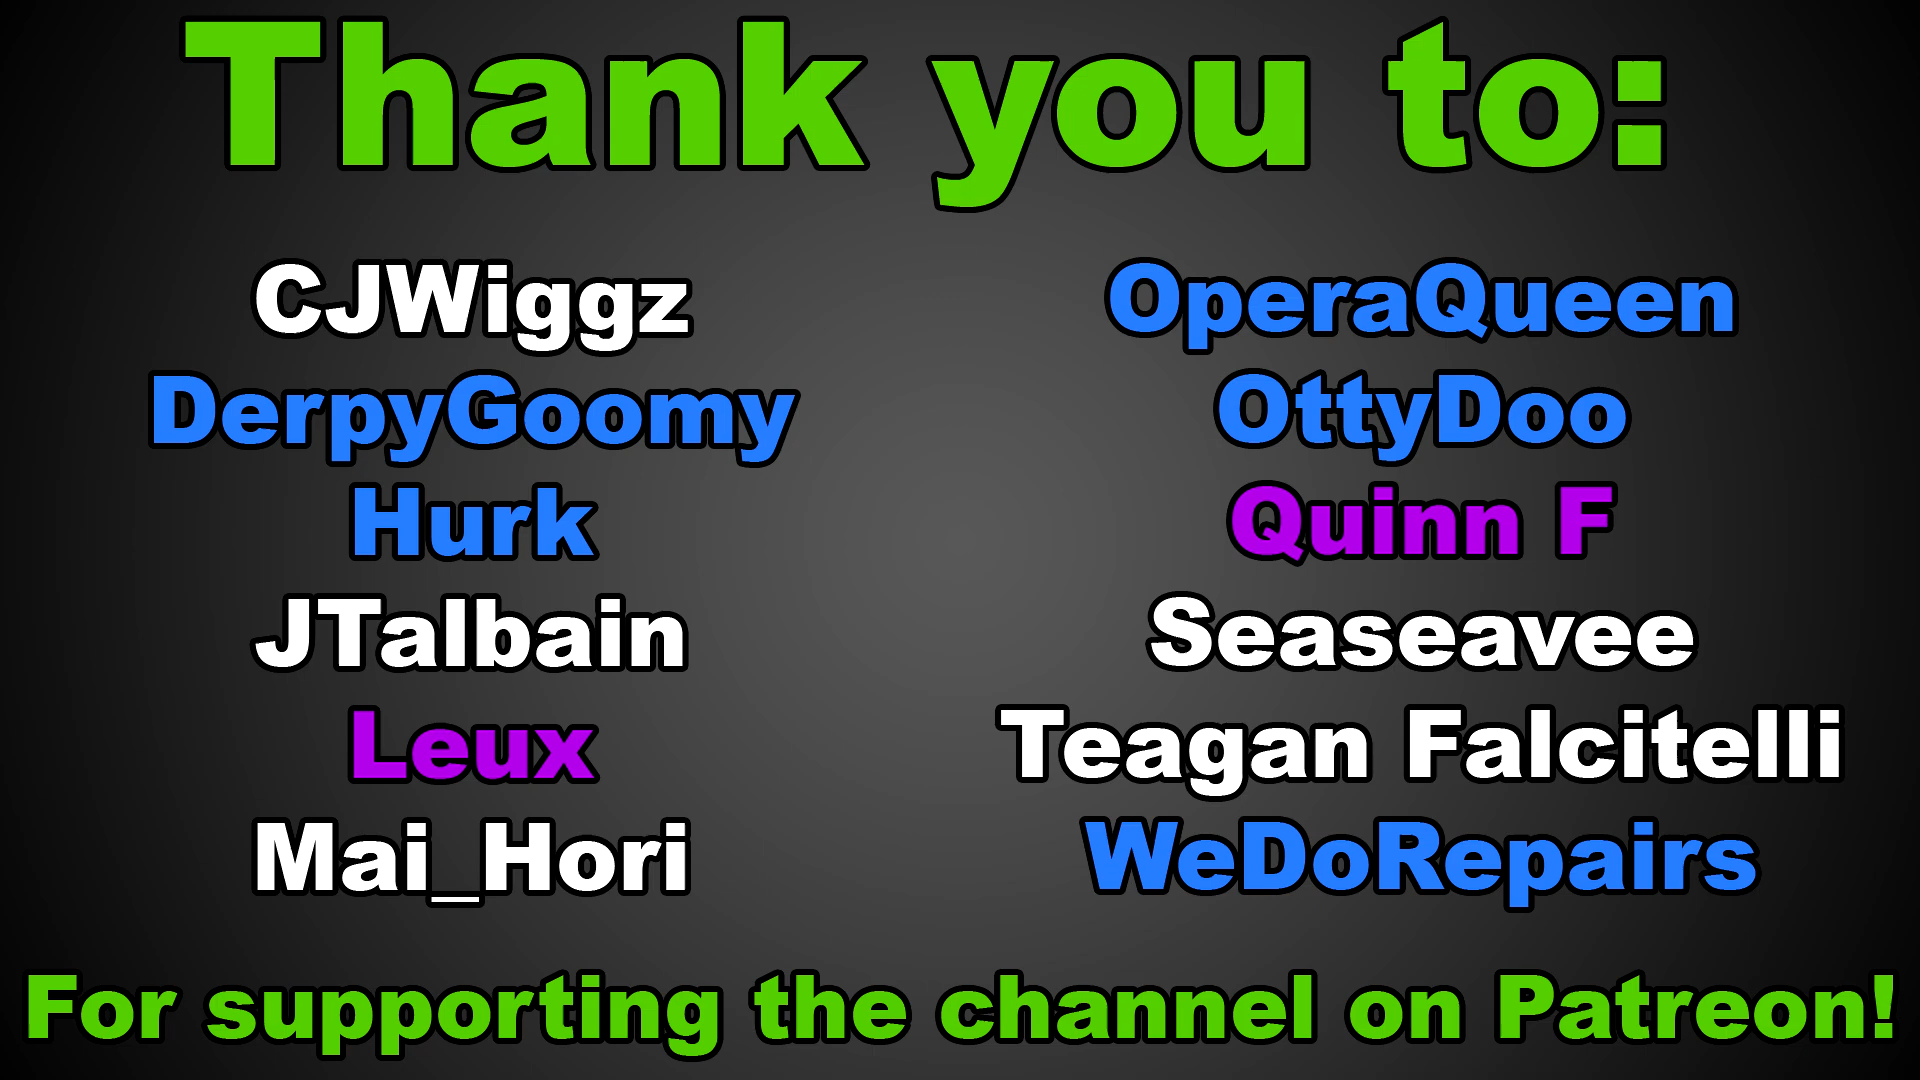 Thank you to:
CJWiggz
DerpyGoomy
Hurk
JTalbain
Leux
Mai_Hori
OperaQueen
OttyDoo
Quinn F
Seaseavee
Teagan Falcitelli
WeDoRepairs
For supporting the channel on Patreon!